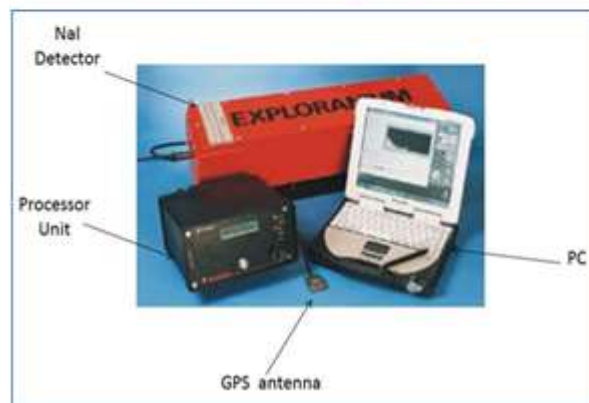 NaI
Detector
EXPLORANIUM
Processor
Unit
PC
GPS antenna